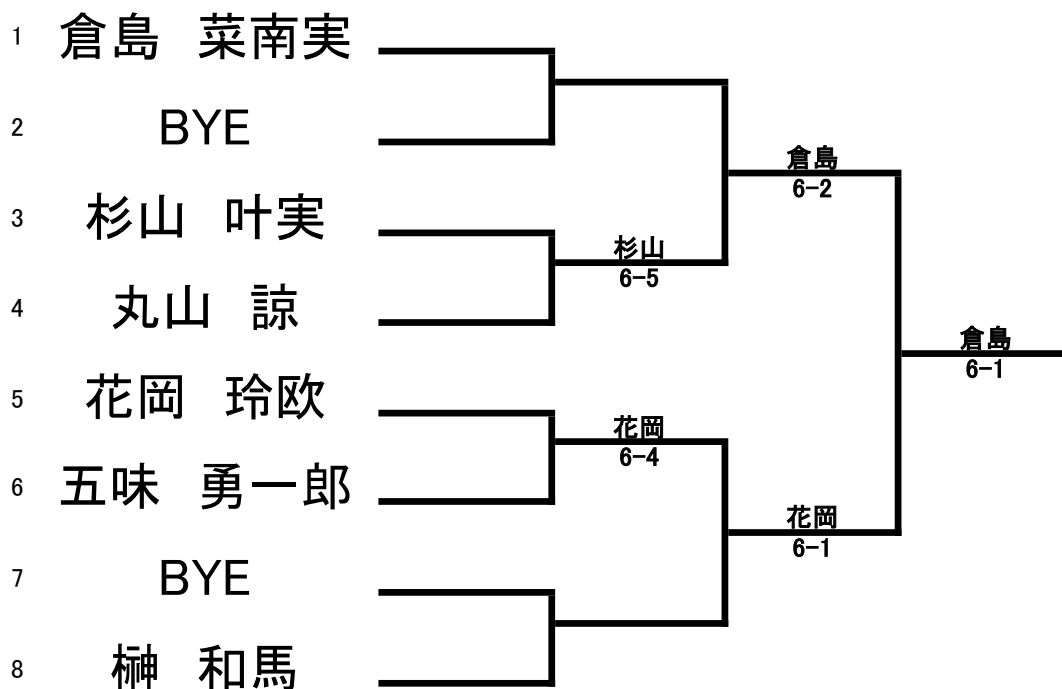 1 倉島　菜南実
2 BYE
3 杉山　叶実
4 丸山　諒
5 花岡　玲欧
6 五味　勇一郎
7 BYE
8 榊　和馬
杉山
6-5
花岡
6-4
倉島
6-2
花岡
6-1
倉島
6-1